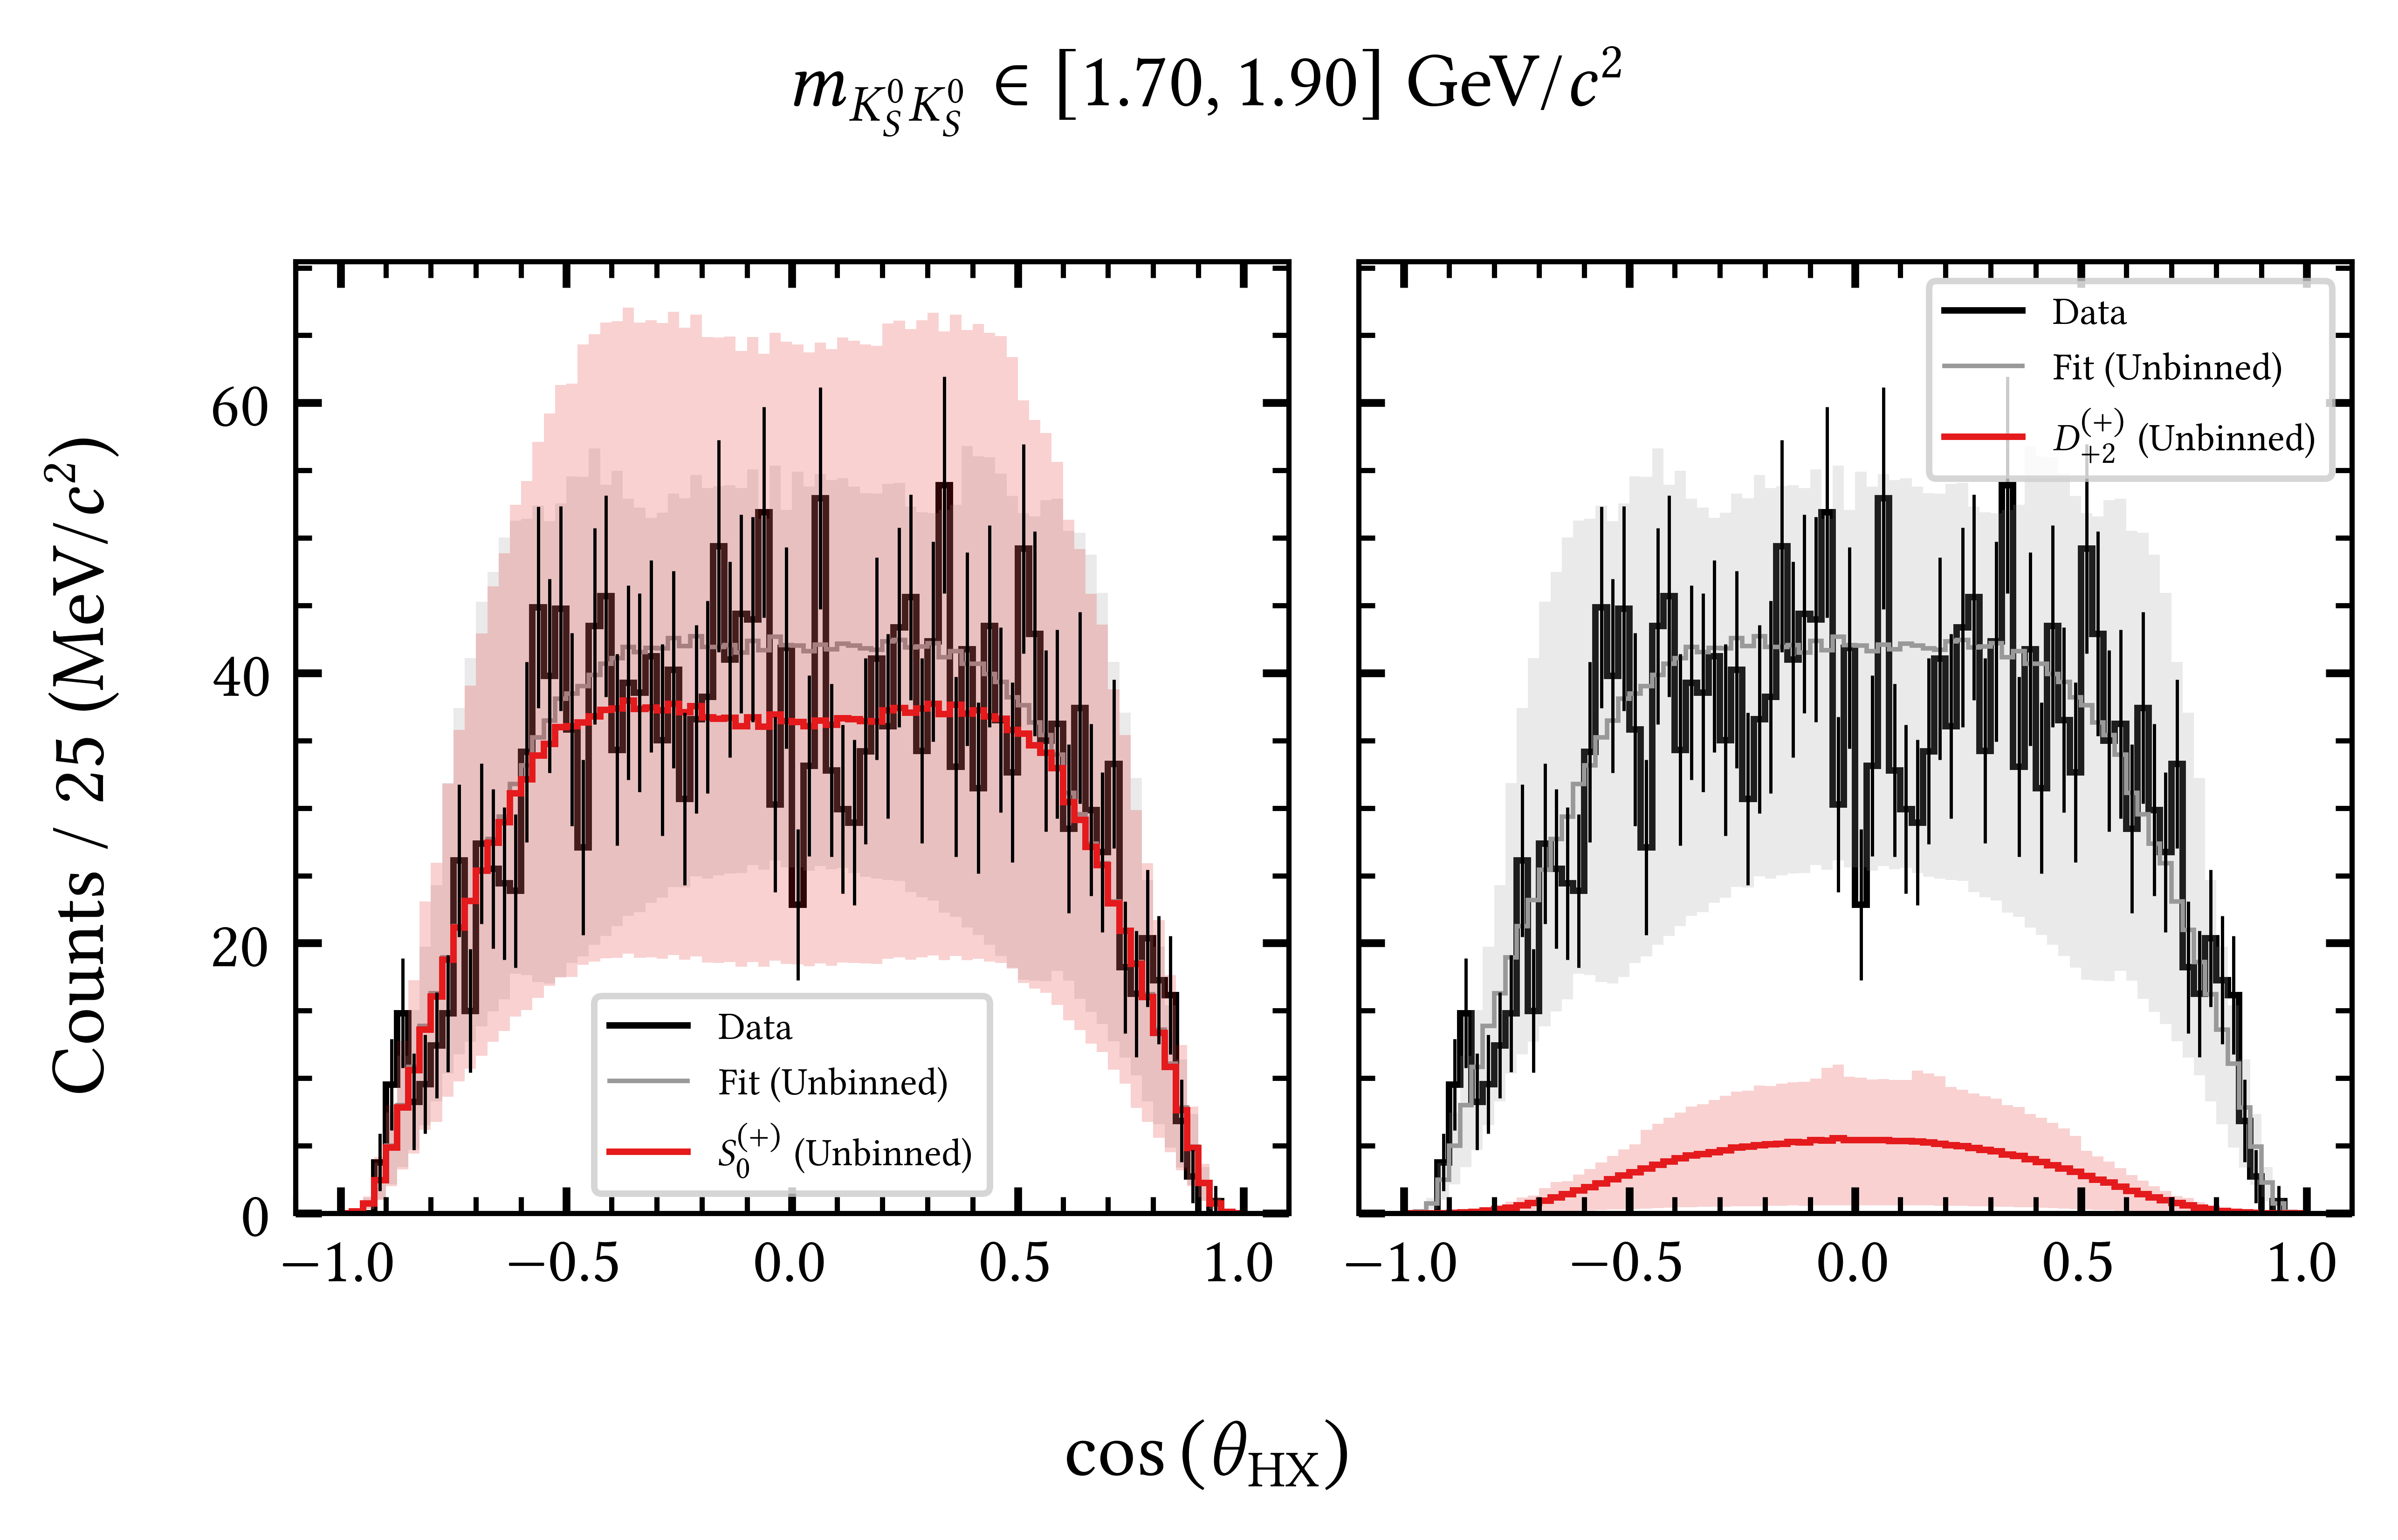 m_{K_S^0 K_S^0} ∈ [1.70, 1.90] GeV/c²
Counts / 25 (MeV/c²)
60
40
20
0
Data
Fit (Unbinned)
S_0^{(+)} (Unbinned)
−1.0 −0.5 0.0 0.5 1.0
Data
Fit (Unbinned)
D_{+2}^{(+)} (Unbinned)
−1.0 −0.5 0.0 0.5 1.0
cos (θ_{HX})